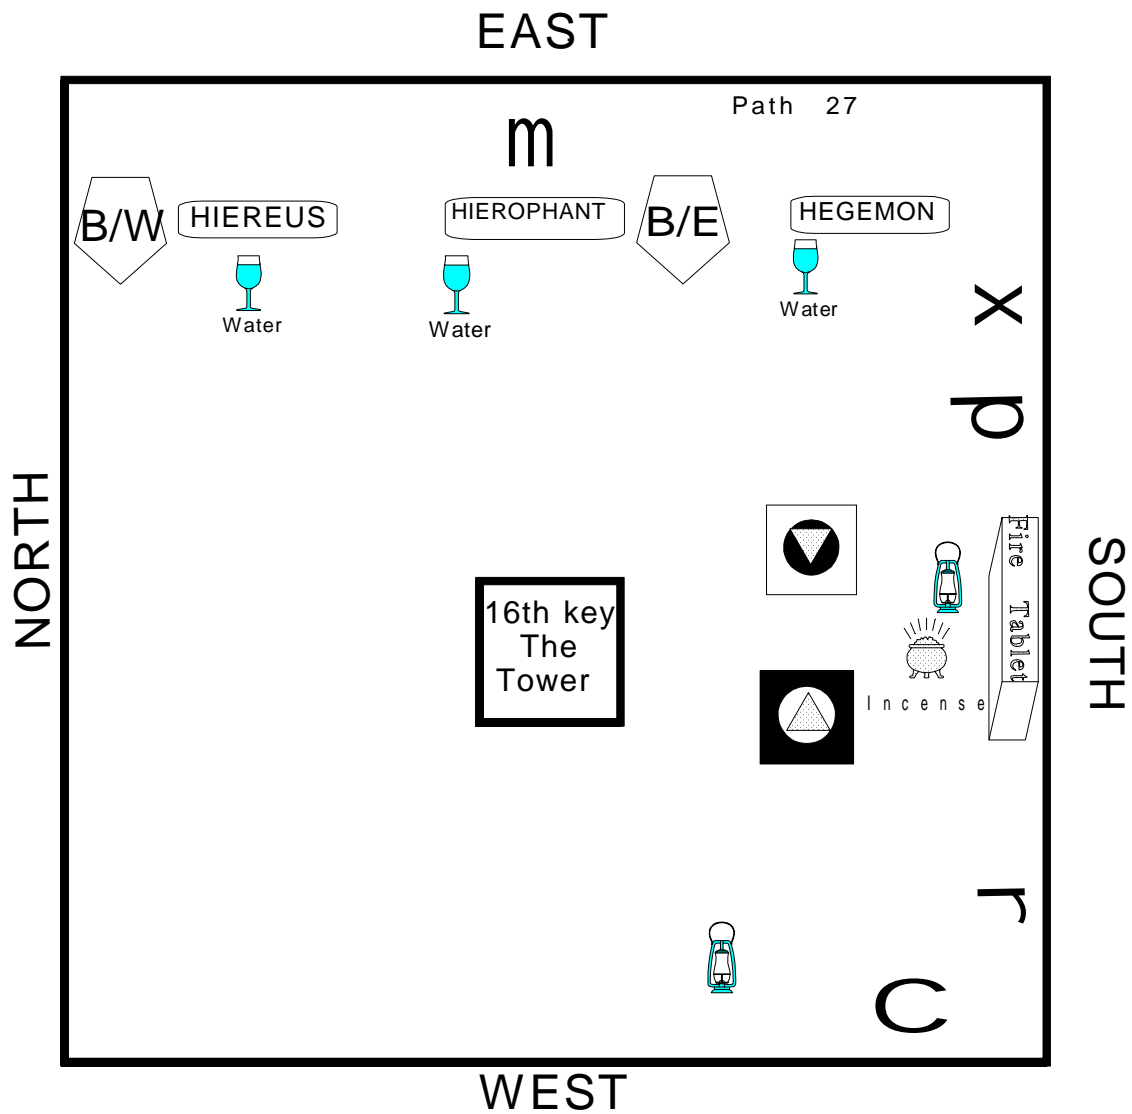 EAST
Path 27
m
B/W
HIEREUS
HIEROPHANT
B/E
HEGEMON
Water
Water
Water
x
p
NORTH
SOUTH
Fire Tablet
16th key
The
Tower
Incense
r
C
WEST